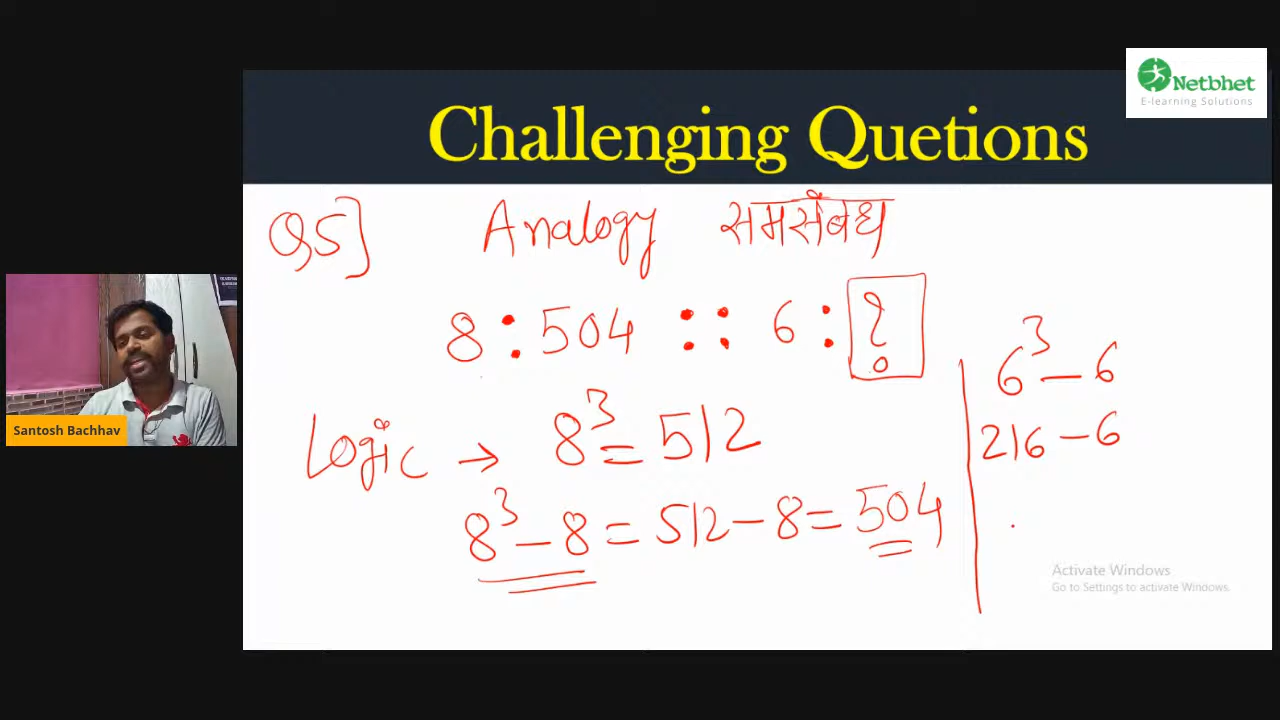 Netbhet
E-learning Solutions
Challenging Quetions
Q5] Analogy समसंबंध
8 : 504 :: 6 : ?
Logic → 8³ = 512
8³ - 8 = 512 - 8 = 504
6³ - 6
216 - 6
Santosh Bachhav
Activate Windows
Go to Settings to activate Windows.